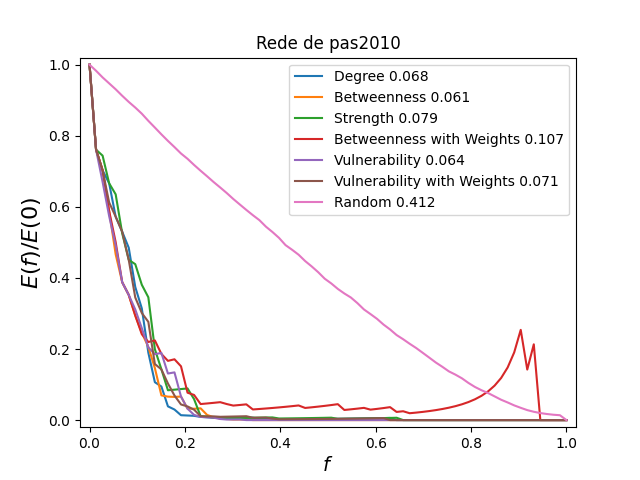 Rede de pas2010
E(f)/E(0)
1.0
0.8
0.6
0.4
0.2
0.0
Degree 0.068
Betweenness 0.061
Strength 0.079
Betweenness with Weights 0.107
Vulnerability 0.064
Vulnerability with Weights 0.071
Random 0.412
0.0 0.2 0.4 0.6 0.8 1.0
f